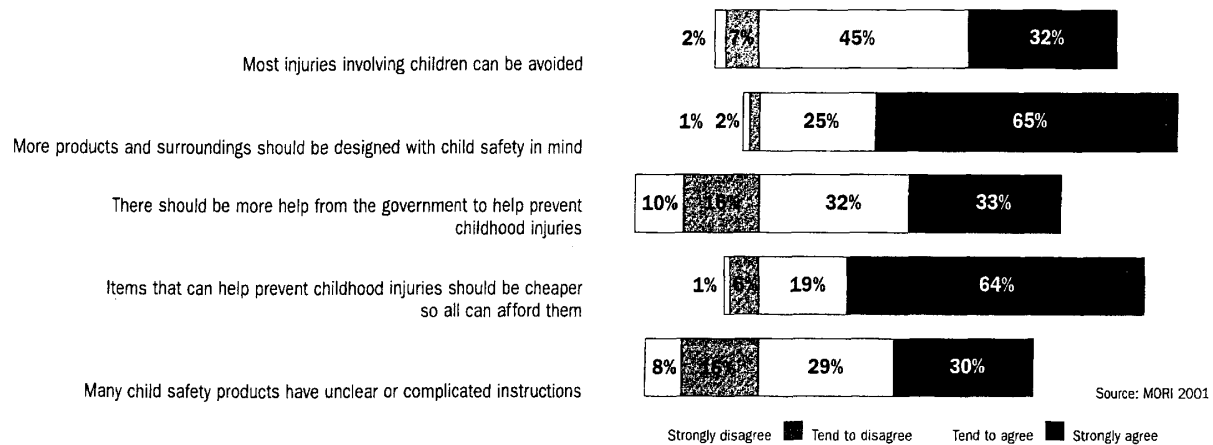 2% 7% 45% 32%
Most injuries involving children can be avoided
1% 2% 25% 65%
More products and surroundings should be designed with child safety in mind
10% 32% 33%
There should be more help from the government to help prevent
childhood injuries
1% 6% 19% 64%
Items that can help prevent childhood injuries should be cheaper
so all can afford them
8% 29% 30%
Many child safety products have unclear or complicated instructions
Source: MORI 2001
Strongly disagree Tend to disagree Tend to agree Strongly agree